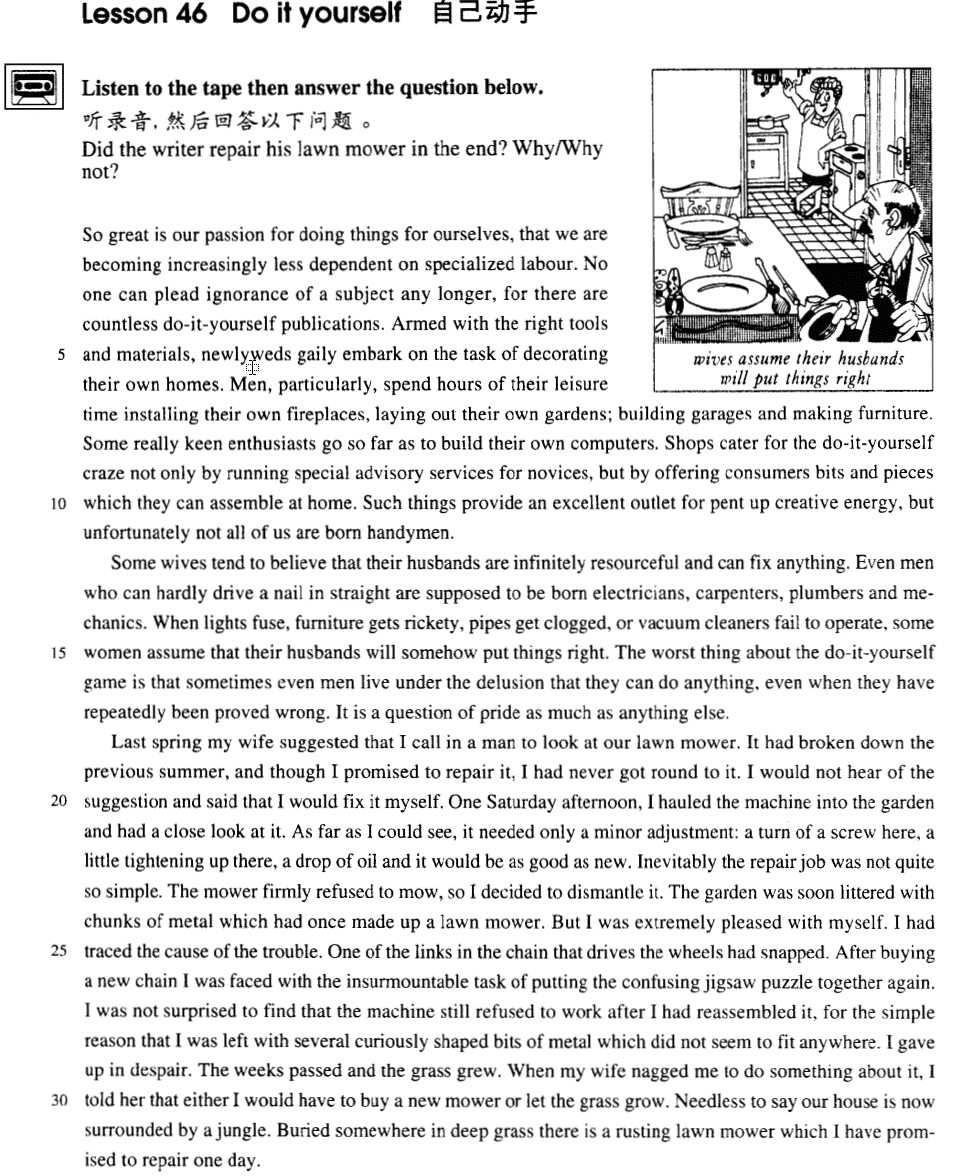 Lesson 46 Do it yourself 自己动手
Listen to the tape then answer the question below.
听录音，然后回答以下问题。
Did the writer repair his lawn mower in the end? Why/Why
not?
So great is our passion for doing things for ourselves, that we are
becoming increasingly less dependent on specialized labour. No
one can plead ignorance of a subject any longer, for there are
countless do-it-yourself publications. Armed with the right tools
5 and materials, newlyweds gaily embark on the task of decorating
their own homes. Men, particularly, spend hours of their leisure
wives assume their husbands
will put things right
time installing their own fireplaces, laying out their own gardens; building garages and making furniture.
Some really keen enthusiasts go so far as to build their own computers. Shops cater for the do-it-yourself
craze not only by running special advisory services for novices, but by offering consumers bits and pieces
10 which they can assemble at home. Such things provide an excellent outlet for pent up creative energy, but
unfortunately not all of us are born handymen.
Some wives tend to believe that their husbands are infinitely resourceful and can fix anything. Even men
who can hardly drive a nail in straight are supposed to be born electricians, carpenters, plumbers and me-
chanics. When lights fuse, furniture gets rickety, pipes get clogged, or vacuum cleaners fail to operate, some
15 women assume that their husbands will somehow put things right. The worst thing about the do-it-yourself
game is that sometimes even men live under the delusion that they can do anything, even when they have
repeatedly been proved wrong. It is a question of pride as much as anything else.
Last spring my wife suggested that I call in a man to look at our lawn mower. It had broken down the
previous summer, and though I promised to repair it, I had never got round to it. I would not hear of the
20 suggestion and said that I would fix it myself. One Saturday afternoon, I hauled the machine into the garden
and had a close look at it. As far as I could see, it needed only a minor adjustment: a turn of a screw here, a
little tightening up there, a drop of oil and it would be as good as new. Inevitably the repair job was not quite
so simple. The mower firmly refused to mow, so I decided to dismantle it. The garden was soon littered with
chunks of metal which had once made up a lawn mower. But I was extremely pleased with myself. I had
25 traced the cause of the trouble. One of the links in the chain that drives the wheels had snapped. After buying
a new chain I was faced with the insurmountable task of putting the confusing jigsaw puzzle together again.
I was not surprised to find that the machine still refused to work after I had reassembled it, for the simple
reason that I was left with several curiously shaped bits of metal which did not seem to fit anywhere. I gave
up in despair. The weeks passed and the grass grew. When my wife nagged me to do something about it, I
30 told her that either I would have to buy a new mower or let the grass grow. Needless to say our house is now
surrounded by a jungle. Buried somewhere in deep grass there is a rusting lawn mower which I have prom-
ised to repair one day.